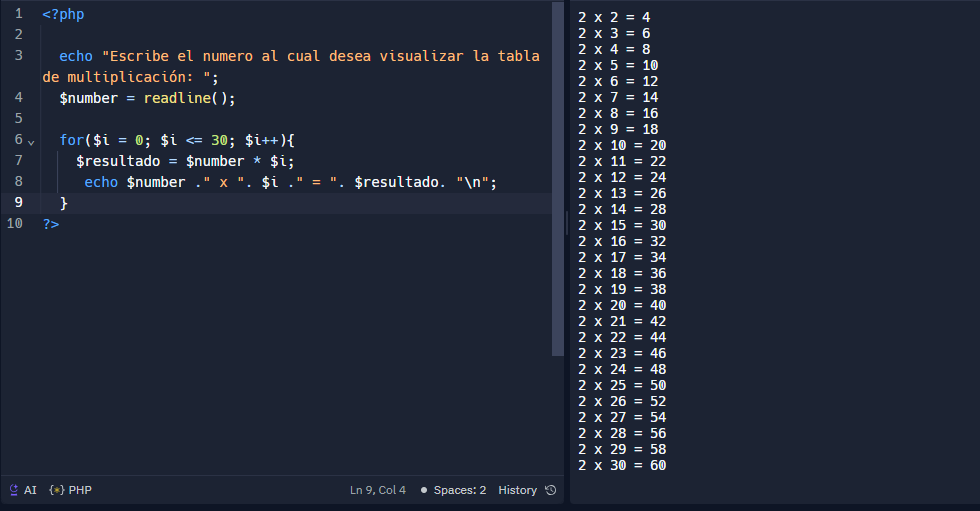 1 <?php
2
3 echo "Escribe el numero al cual desea visualizar la tabla
de multiplicación: ";
4 $number = readline();
5
6 for($i = 0; $i <= 30; $i++){
7 $resultado = $number * $i;
8 echo $number ." x ". $i ." = ". $resultado. "\n";
9 }
10 ?>
AI {*} PHP Ln 9, Col 4 Spaces: 2 History
2 x 2 = 4
2 x 3 = 6
2 x 4 = 8
2 x 5 = 10
2 x 6 = 12
2 x 7 = 14
2 x 8 = 16
2 x 9 = 18
2 x 10 = 20
2 x 11 = 22
2 x 12 = 24
2 x 13 = 26
2 x 14 = 28
2 x 15 = 30
2 x 16 = 32
2 x 17 = 34
2 x 18 = 36
2 x 19 = 38
2 x 20 = 40
2 x 21 = 42
2 x 22 = 44
2 x 23 = 46
2 x 24 = 48
2 x 25 = 50
2 x 26 = 52
2 x 27 = 54
2 x 28 = 56
2 x 29 = 58
2 x 30 = 60